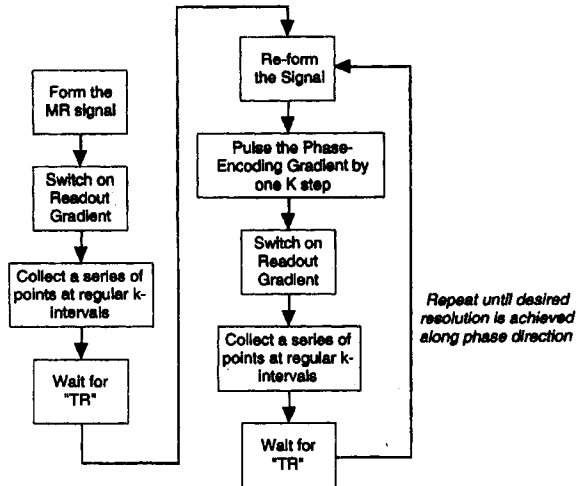 Form the
MR signal
Switch on
Readout
Gradient
Collect a series of
points at regular k-
intervals
Wait for
"TR"
Re-form
the Signal
Pulse the Phase-
Encoding Gradient by
one K step
Switch on
Readout
Gradient
Collect a series of
points at regular k-
intervals
Wait for
"TR"
Repeat until desired
resolution is achieved
along phase direction